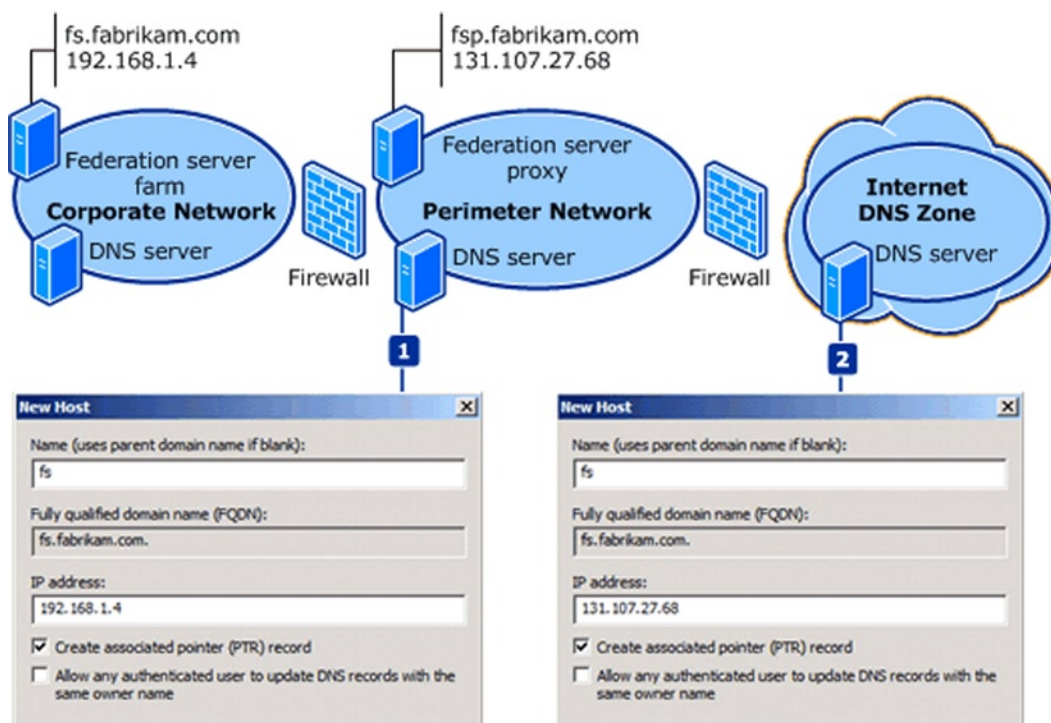 fs.fabrikam.com
192.168.1.4
fsp.fabrikam.com
131.107.27.68
Federation server
farm
Corporate Network
DNS server
Firewall
Federation server
proxy
Perimeter Network
DNS server
Firewall
Internet
DNS Zone
DNS server
1
2
New Host
Name (uses parent domain name if blank):
fs
Fully qualified domain name (FQDN):
fs.fabrikam.com.
IP address:
192.168.1.4
Create associated pointer (PTR) record
Allow any authenticated user to update DNS records with the
same owner name
New Host
Name (uses parent domain name if blank):
fs
Fully qualified domain name (FQDN):
fs.fabrikam.com.
IP address:
131.107.27.68
Create associated pointer (PTR) record
Allow any authenticated user to update DNS records with the
same owner name